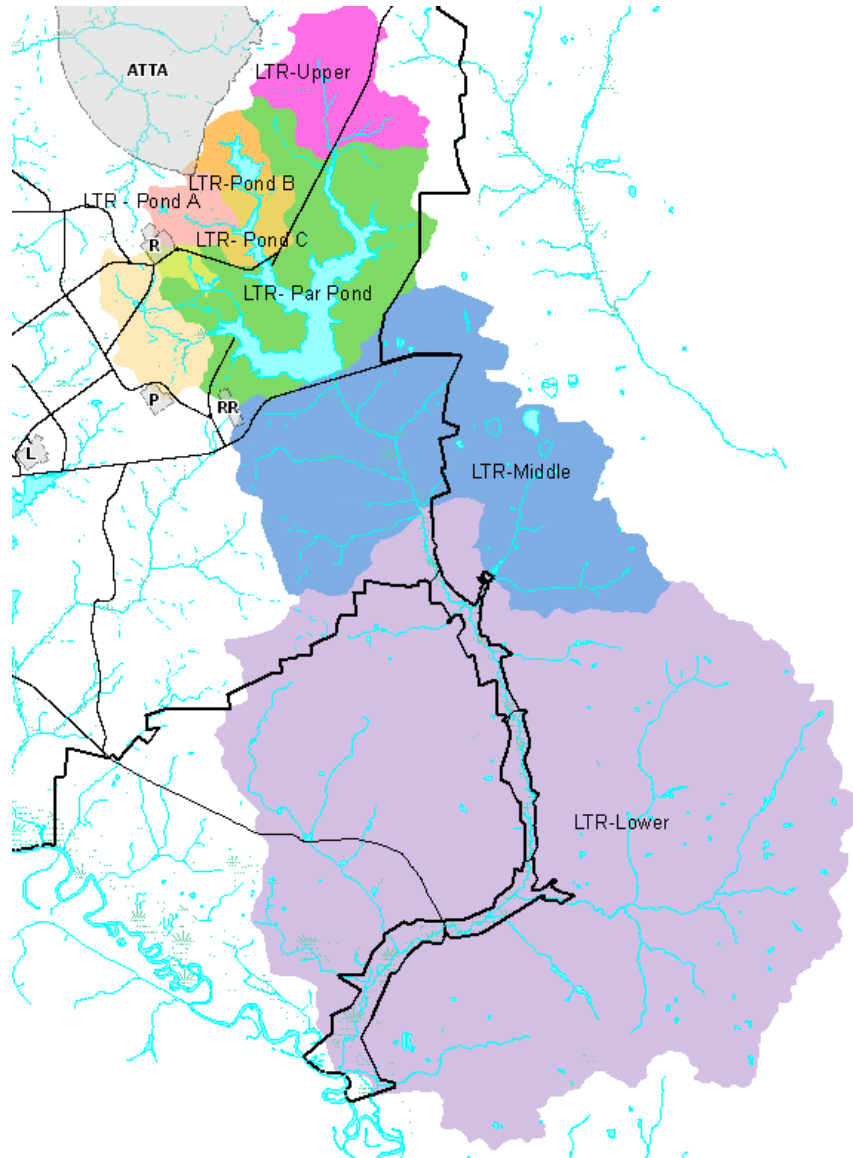 ATTA
LTR-Upper
LTR-Pond B
LTR - Pond A
LTR- Pond C
R
LTR- Par Pond
P
RR
L
LTR-Middle
LTR-Lower